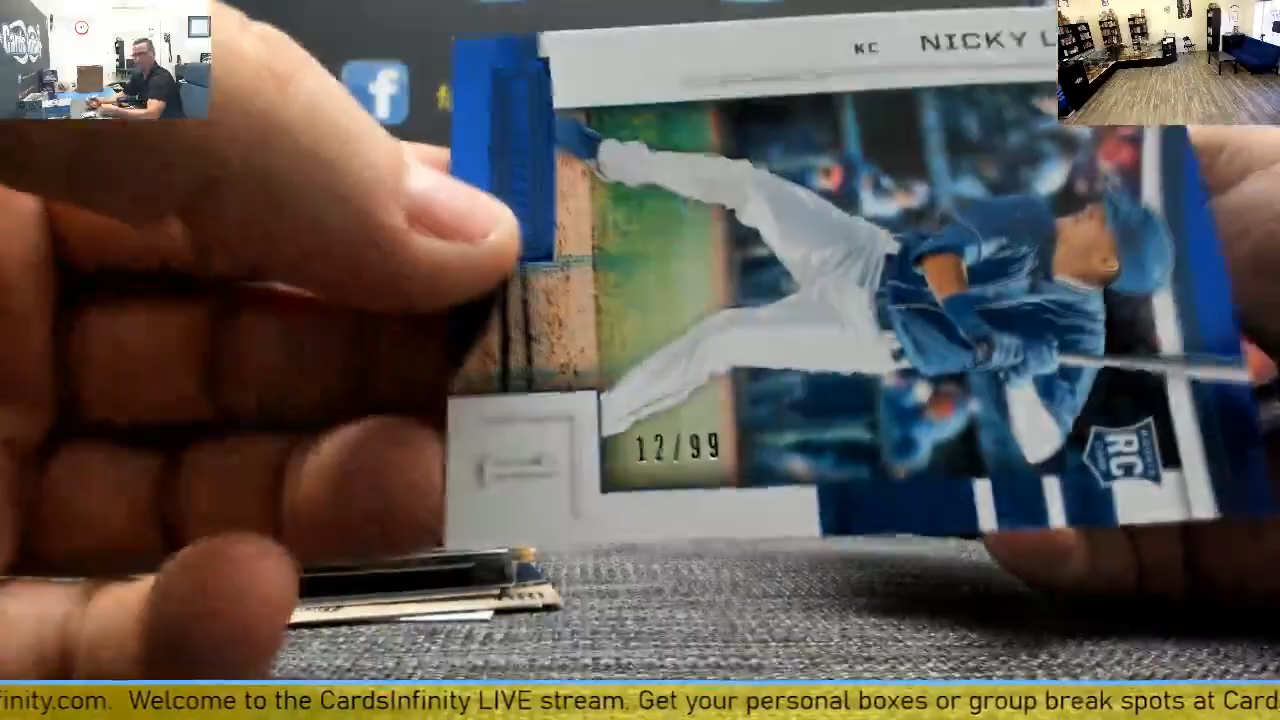 KC NICKY L
12/99
RC
f
finity.com. Welcome to the CardsInfinity LIVE stream. Get your personal boxes or group break spots at Card